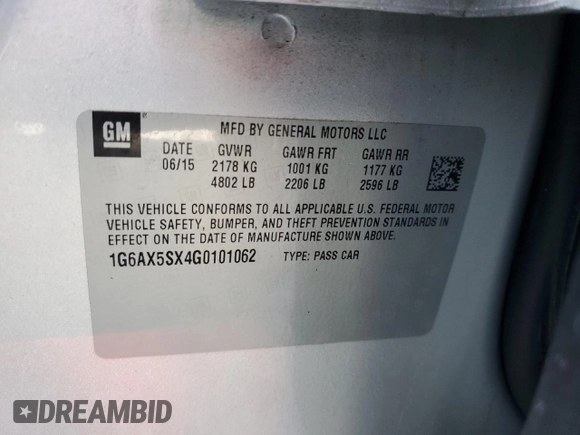 GM
MFD BY GENERAL MOTORS LLC
DATE GVWR GAWR FRT GAWR RR
06/15 2178 KG 1001 KG 1177 KG
4802 LB 2206 LB 2596 LB
THIS VEHICLE CONFORMS TO ALL APPLICABLE U.S. FEDERAL MOTOR
VEHICLE SAFETY, BUMPER, AND THEFT PREVENTION STANDARDS
IN EFFECT ON THE DATE OF MANUFACTURE SHOWN ABOVE.
1G6AX5SX4G0101062 TYPE: PASS CAR
DREAMBID